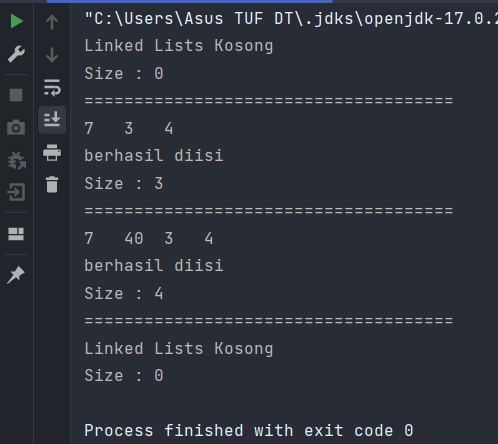 "C:\Users\Asus TUF DT\.jdks\openjdk-17.0.2
Linked Lists Kosong
Size : 0
=====================================
7   3   4
berhasil diisi
Size : 3
=====================================
7   40  3   4
berhasil diisi
Size : 4
=====================================
Linked Lists Kosong
Size : 0
Process finished with exit code 0